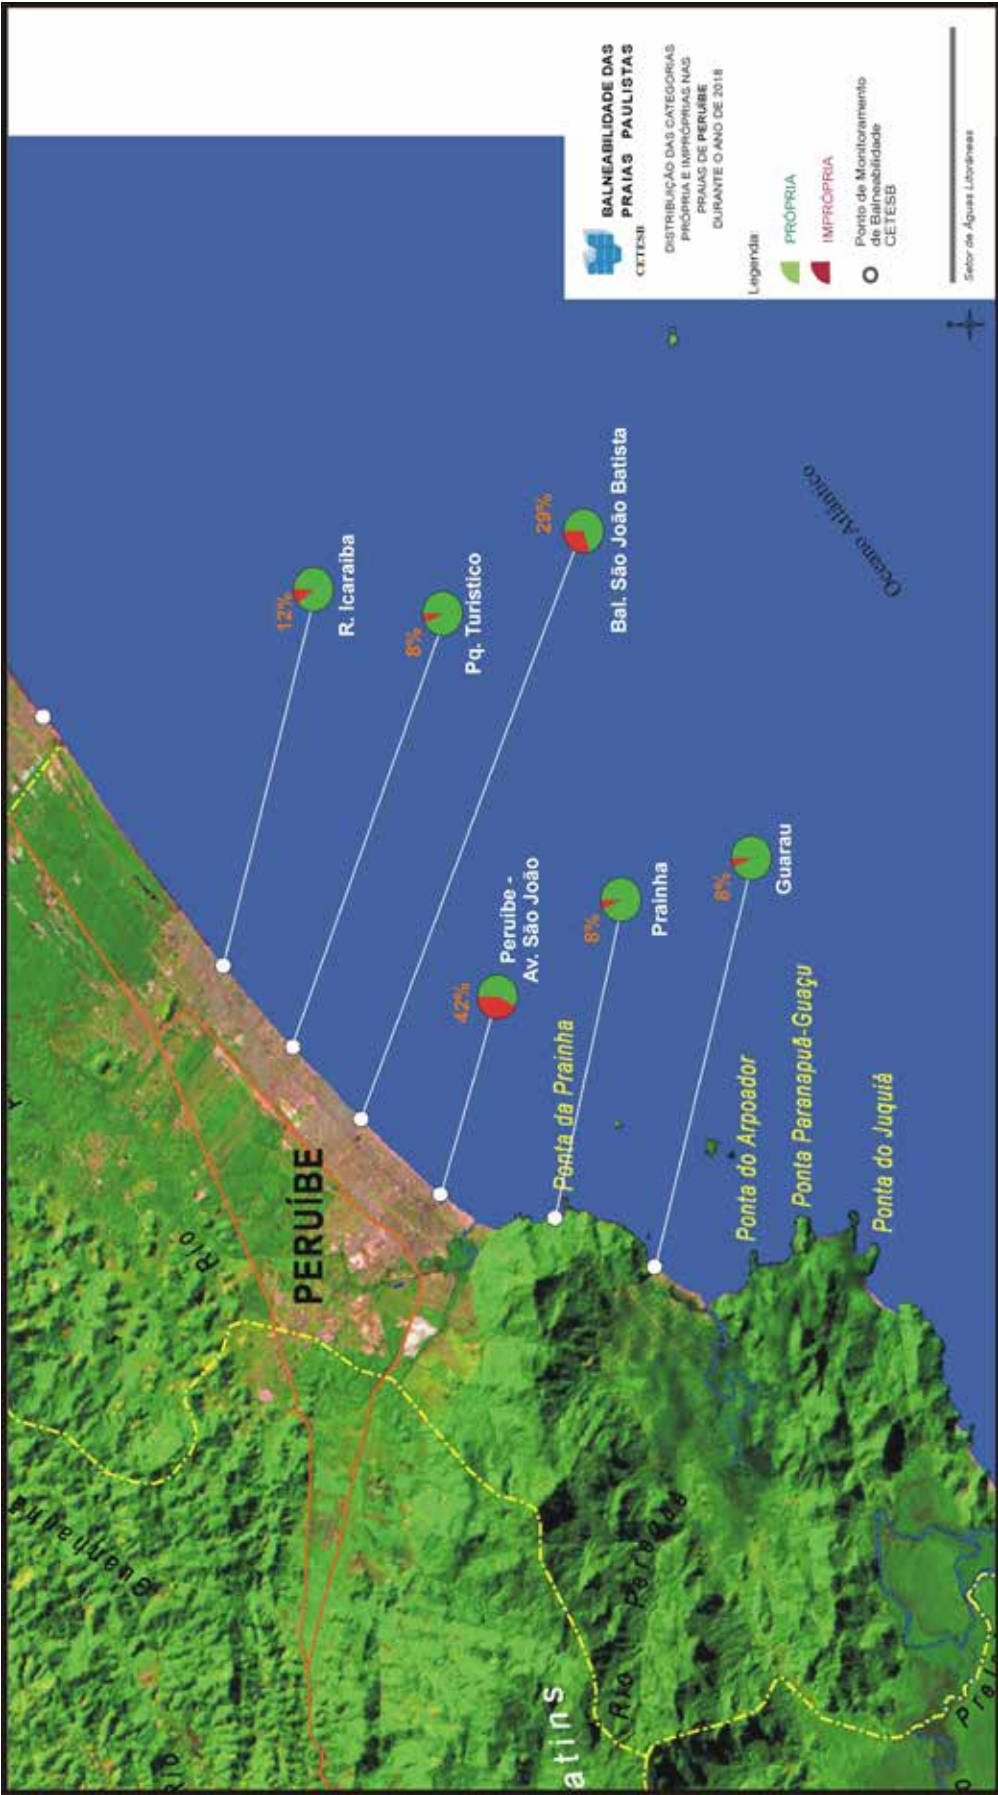 BALNEABILIDADE DAS
PRAIAS PAULISTAS
CETESB
DISTRIBUIÇÃO DAS CATEGORIAS
PRÓPRIA E IMPRÓPRIAS NAS
PRAIAS DE PERUÍBE
DURANTE O ANO DE 2018
Legenda:
PRÓPRIA
IMPRÓPRIA
Ponto de Monitoramento
de Balneabilidade
CETESB
Setor de Águas Litorâneas
12%
R. Icaraiba
8%
Pq. Turistico
29%
Bal. São João Batista
42%
Peruíbe -
Av. São João
8%
Prainha
8%
Guarau
Oceano Atlântico
PERUÍBE
Ponta da Prainha
Ponta do Arpoador
Ponta Paranapuã-Guaçu
Ponta do Juquiá
Rio
Guanhanha
Rio
atins
Rio